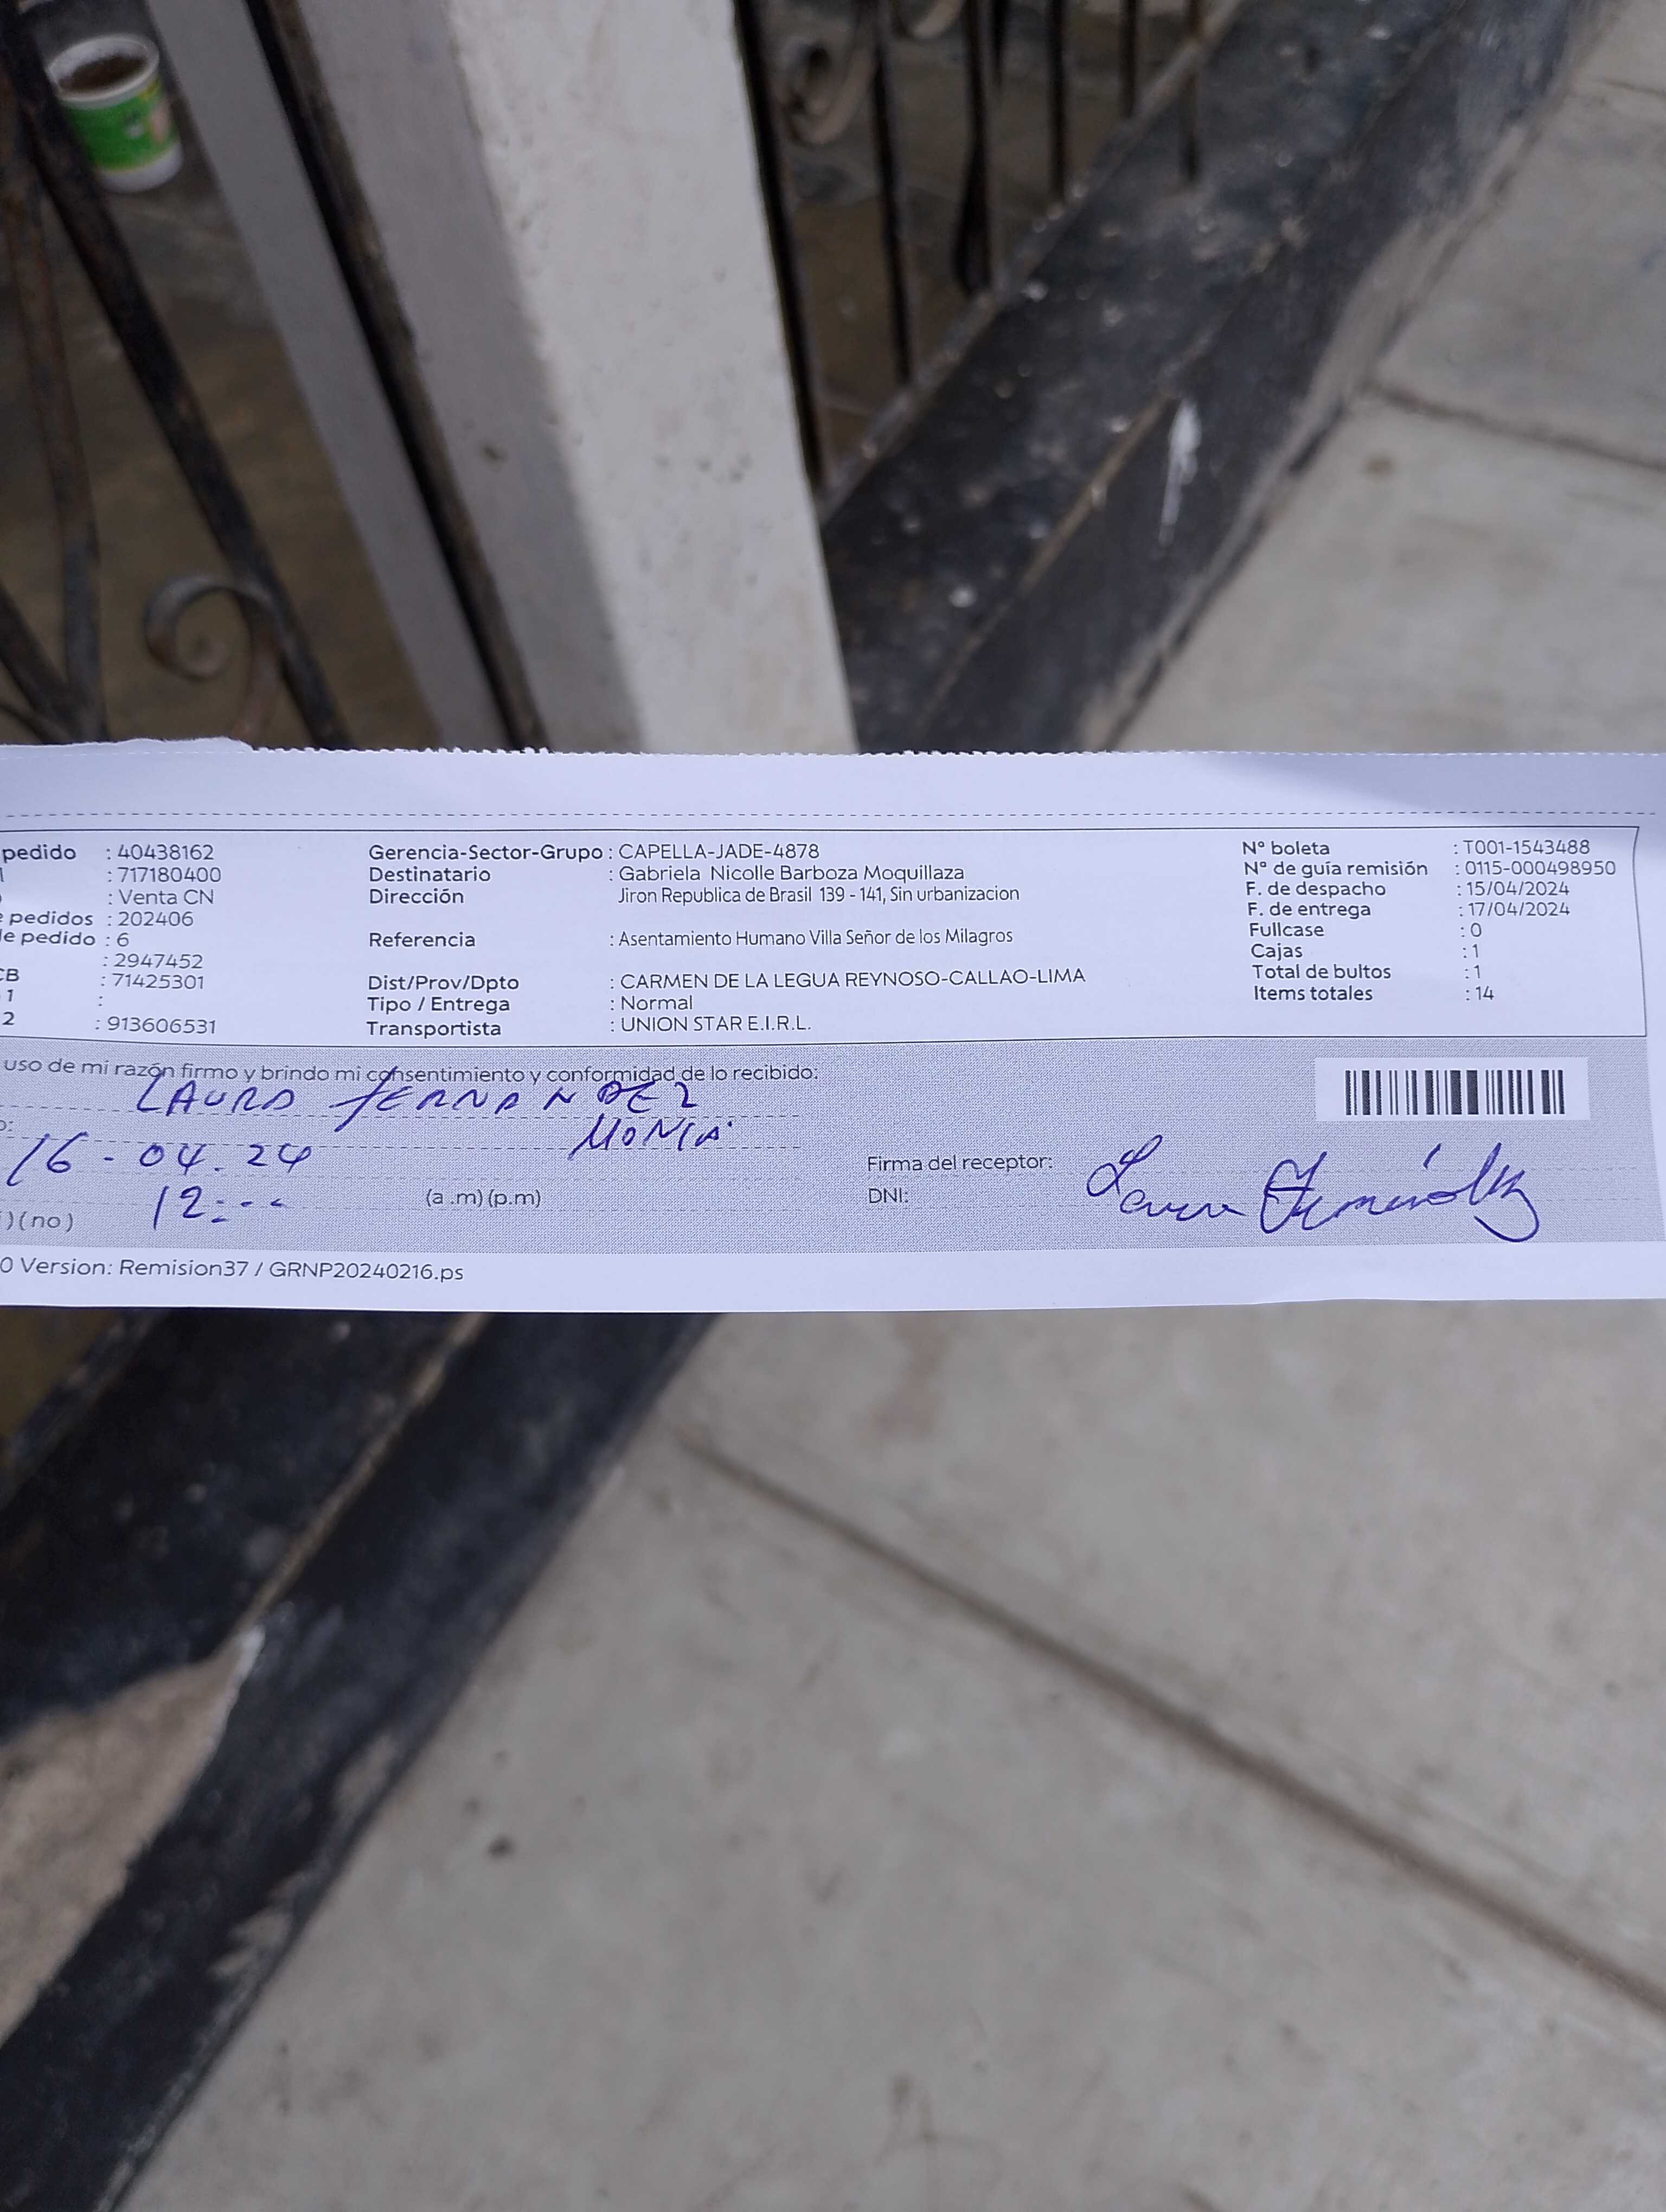 pedido : 40438162
: 717180400
: Venta CN
pedidos : 202406
de pedido : 6
: 2947452
CB : 71425301
1 :
2 : 913606531
Gerencia-Sector-Grupo : CAPELLA-JADE-4878
Destinatario : Gabriela Nicolle Barboza Moquillaza
Dirección Jiron Republica de Brasil 139 - 141, Sin urbanizacion
Referencia : Asentamiento Humano Villa Señor de los Milagros
Dist/Prov/Dpto : CARMEN DE LA LEGUA REYNOSO-CALLAO-LIMA
Tipo / Entrega : Normal
Transportista : UNION STAR E.I.R.L.
Nº boleta : T001-1543488
Nº de guía remisión : 0115-000498950
F. de despacho : 15/04/2024
F. de entrega : 17/04/2024
Fullcase : 0
Cajas : 1
Total de bultos : 1
Items totales : 14
uso de mi razón firmo y brindo mi consentimiento y conformidad de lo recibido:
LAURA FERNANDEZ
16-04.24
12:--
(a .m) (p.m)
) (no)
Firma del receptor: Laura Fernández
DNI:
0 Version: Remision37 / GRNP20240216.ps